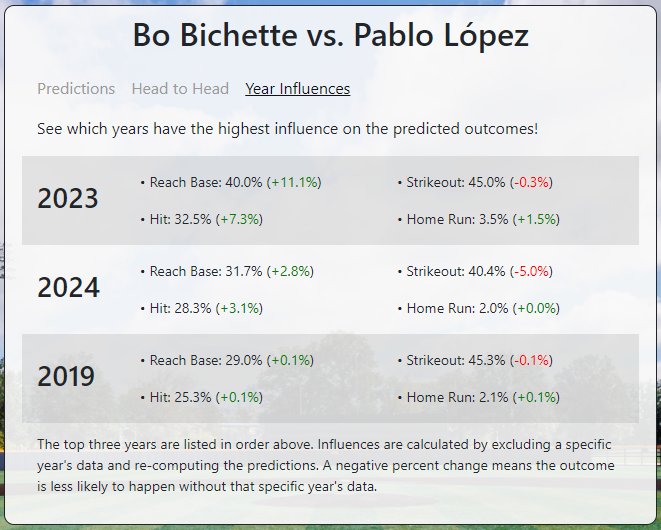 Bo Bichette vs. Pablo López
Predictions Head to Head Year Influences
See which years have the highest influence on the predicted outcomes!
2023
• Reach Base: 40.0% (+11.1%) • Strikeout: 45.0% (-0.3%)
• Hit: 32.5% (+7.3%) • Home Run: 3.5% (+1.5%)
2024
• Reach Base: 31.7% (+2.8%) • Strikeout: 40.4% (-5.0%)
• Hit: 28.3% (+3.1%) • Home Run: 2.0% (+0.0%)
2019
• Reach Base: 29.0% (+0.1%) • Strikeout: 45.3% (-0.1%)
• Hit: 25.3% (+0.1%) • Home Run: 2.1% (+0.1%)
The top three years are listed in order above. Influences are calculated by excluding a specific
year's data and re-computing the predictions. A negative percent change means the outcome
is less likely to happen without that specific year's data.